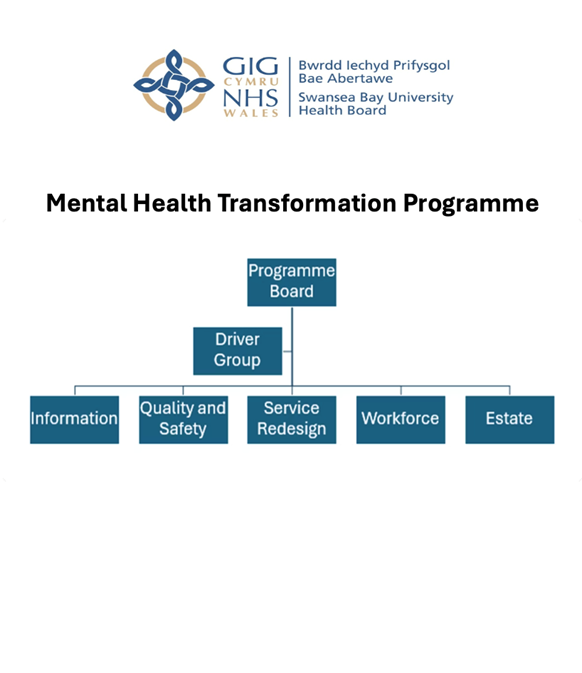 GIG
CYMRU
NHS
WALES
Bwrdd Iechyd Prifysgol
Bae Abertawe
Swansea Bay University
Health Board
Mental Health Transformation Programme
Programme
Board
Driver
Group
Information
Quality and
Safety
Service
Redesign
Workforce
Estate